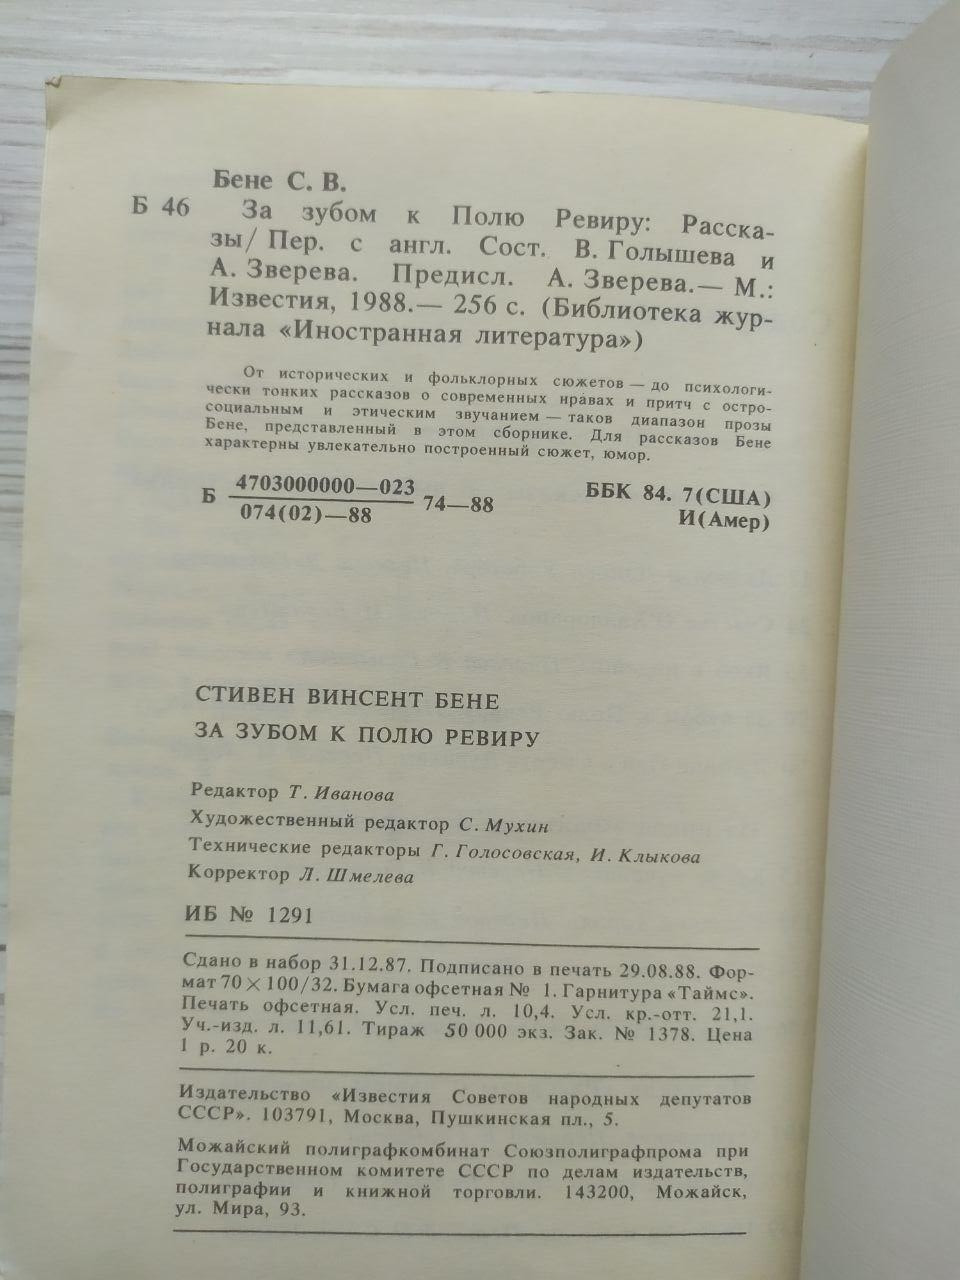 Бене С. В.
Б 46 За зубом к Полю Ревиру: Расска-
зы/ Пер. с англ. Сост. В. Голышева и
А. Зверева. Предисл. А. Зверева.— М.:
Известия, 1988.— 256 с. (Библиотека жур-
нала «Иностранная литература»)
От исторических и фольклорных сюжетов — до психологи-
чески тонких рассказов о современных нравах и притч с остро-
социальным и этическим звучанием — таков диапазон прозы
Бене, представленный в этом сборнике. Для рассказов Бене
характерны увлекательно построенный сюжет, юмор.
Б 4703000000—023
074(02)—88 74—88
ББК 84. 7(США)
И(Амер)
СТИВЕН ВИНСЕНТ БЕНЕ
ЗА ЗУБОМ К ПОЛЮ РЕВИРУ
Редактор Т. Иванова
Художественный редактор С. Мухин
Технические редакторы Г. Голосовская, И. Клыкова
Корректор Л. Шмелева
ИБ № 1291
Сдано в набор 31.12.87. Подписано в печать 29.08.88. Фор-
мат 70×100/32. Бумага офсетная № 1. Гарнитура «Таймс».
Печать офсетная. Усл. печ. л. 10,4. Усл. кр.-отт. 21,1.
Уч.-изд. л. 11,61. Тираж 50 000 экз. Зак. № 1378. Цена
1 р. 20 к.
Издательство «Известия Советов народных депутатов
СССР». 103791, Москва, Пушкинская пл., 5.
Можайский полиграфкомбинат Союзполиграфпрома при
Государственном комитете СССР по делам издательств,
полиграфии и книжной торговли. 143200, Можайск,
ул. Мира, 93.